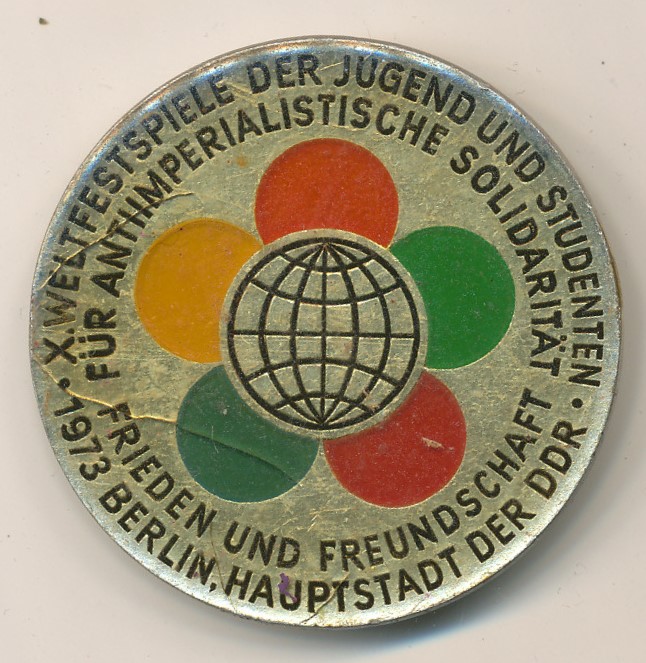 • X. WELTFESTSPIELE DER JUGEND UND STUDENTEN •
1973 BERLIN, HAUPTSTADT DER DDR
FÜR ANTIIMPERIALISTISCHE SOLIDARITÄT
FRIEDEN UND FREUNDSCHAFT